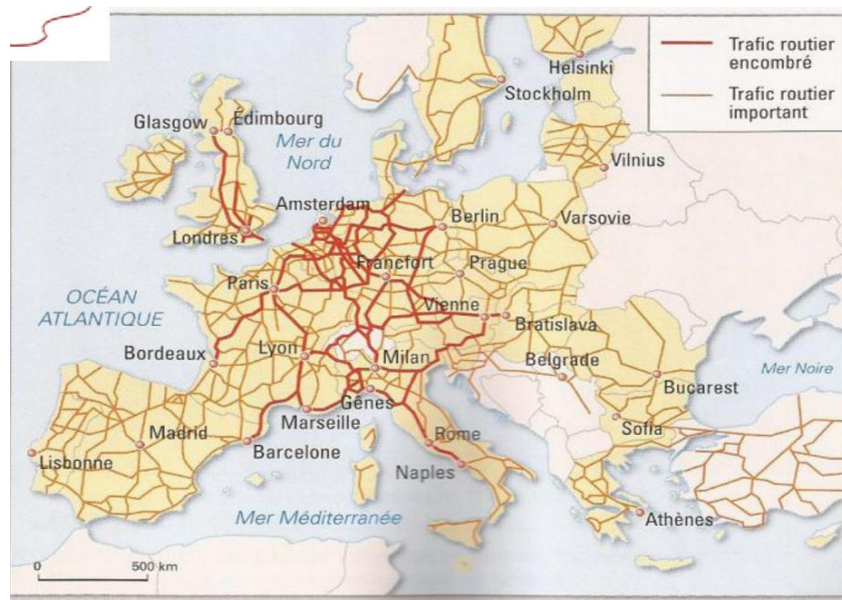 Trafic routier
encombré
Trafic routier
important
Helsinki
Stockholm
Glasgow
Édimbourg
Mer du
Nord
Vilnius
Amsterdam
Berlin
Varsovie
Londres
Francfort
Prague
Paris
OCÉAN
ATLANTIQUE
Vienne
Bratislava
Bordeaux
Lyon
Milan
Belgrade
Mer Noire
Bucarest
Gênes
Marseille
Madrid
Barcelone
Rôme
Sofia
Lisbonne
Naples
Mer Méditerranée
Athènes
0
500 km